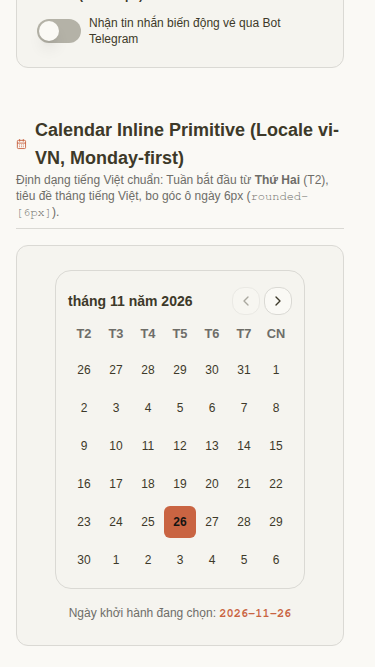 Nhận tin nhắn biến động vé qua Bot
Telegram
Calendar Inline Primitive (Locale vi-
VN, Monday-first)
Định dạng tiếng Việt chuẩn: Tuần bắt đầu từ Thứ Hai (T2),
tiêu đề tháng tiếng Việt, bo góc ô ngày 6px (rounded-
[6px]).
tháng 11 năm 2026
T2 T3 T4 T5 T6 T7 CN
26 27 28 29 30 31 1
2 3 4 5 6 7 8
9 10 11 12 13 14 15
16 17 18 19 20 21 22
23 24 25 26 27 28 29
30 1 2 3 4 5 6
Ngày khởi hành đang chọn: 2026-11-26